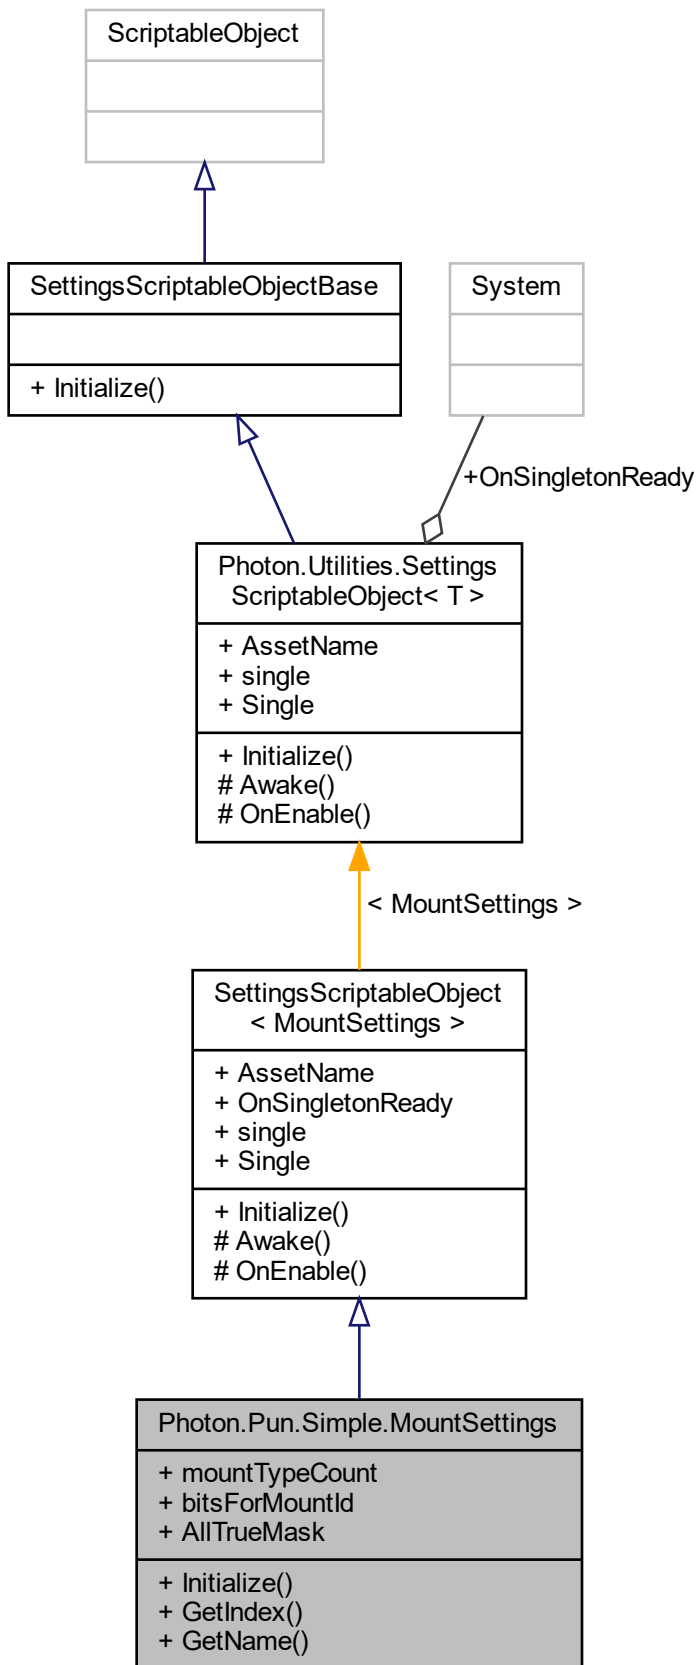 ScriptableObject
SettingsScriptableObjectBase
+ Initialize()
System
+OnSingletonReady
Photon.Utilities.Settings
ScriptableObject< T >
+ AssetName
+ single
+ Single
+ Initialize()
# Awake()
# OnEnable()
< MountSettings >
SettingsScriptableObject
< MountSettings >
+ AssetName
+ OnSingletonReady
+ single
+ Single
+ Initialize()
# Awake()
# OnEnable()
Photon.Pun.Simple.MountSettings
+ mountTypeCount
+ bitsForMountId
+ AllTrueMask
+ Initialize()
+ GetIndex()
+ GetName()